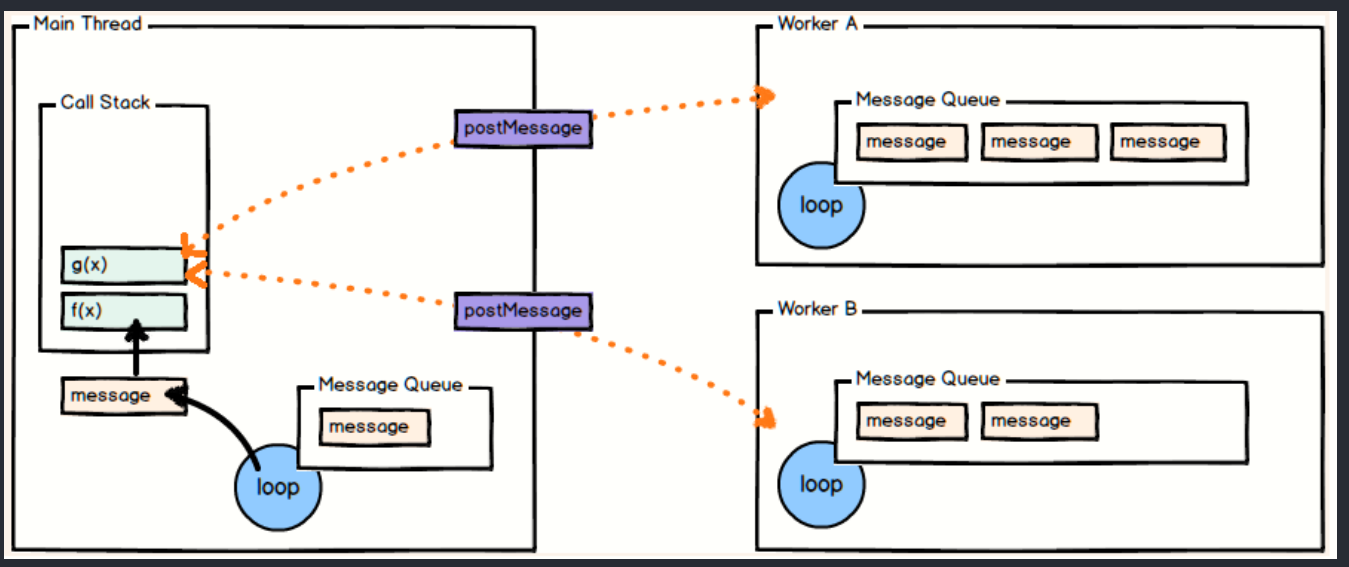 Main Thread
Call Stack
g(x)
f(x)
message
Message Queue
message
loop
postMessage
postMessage
Worker A
Message Queue
message
message
message
loop
Worker B
Message Queue
message
message
loop